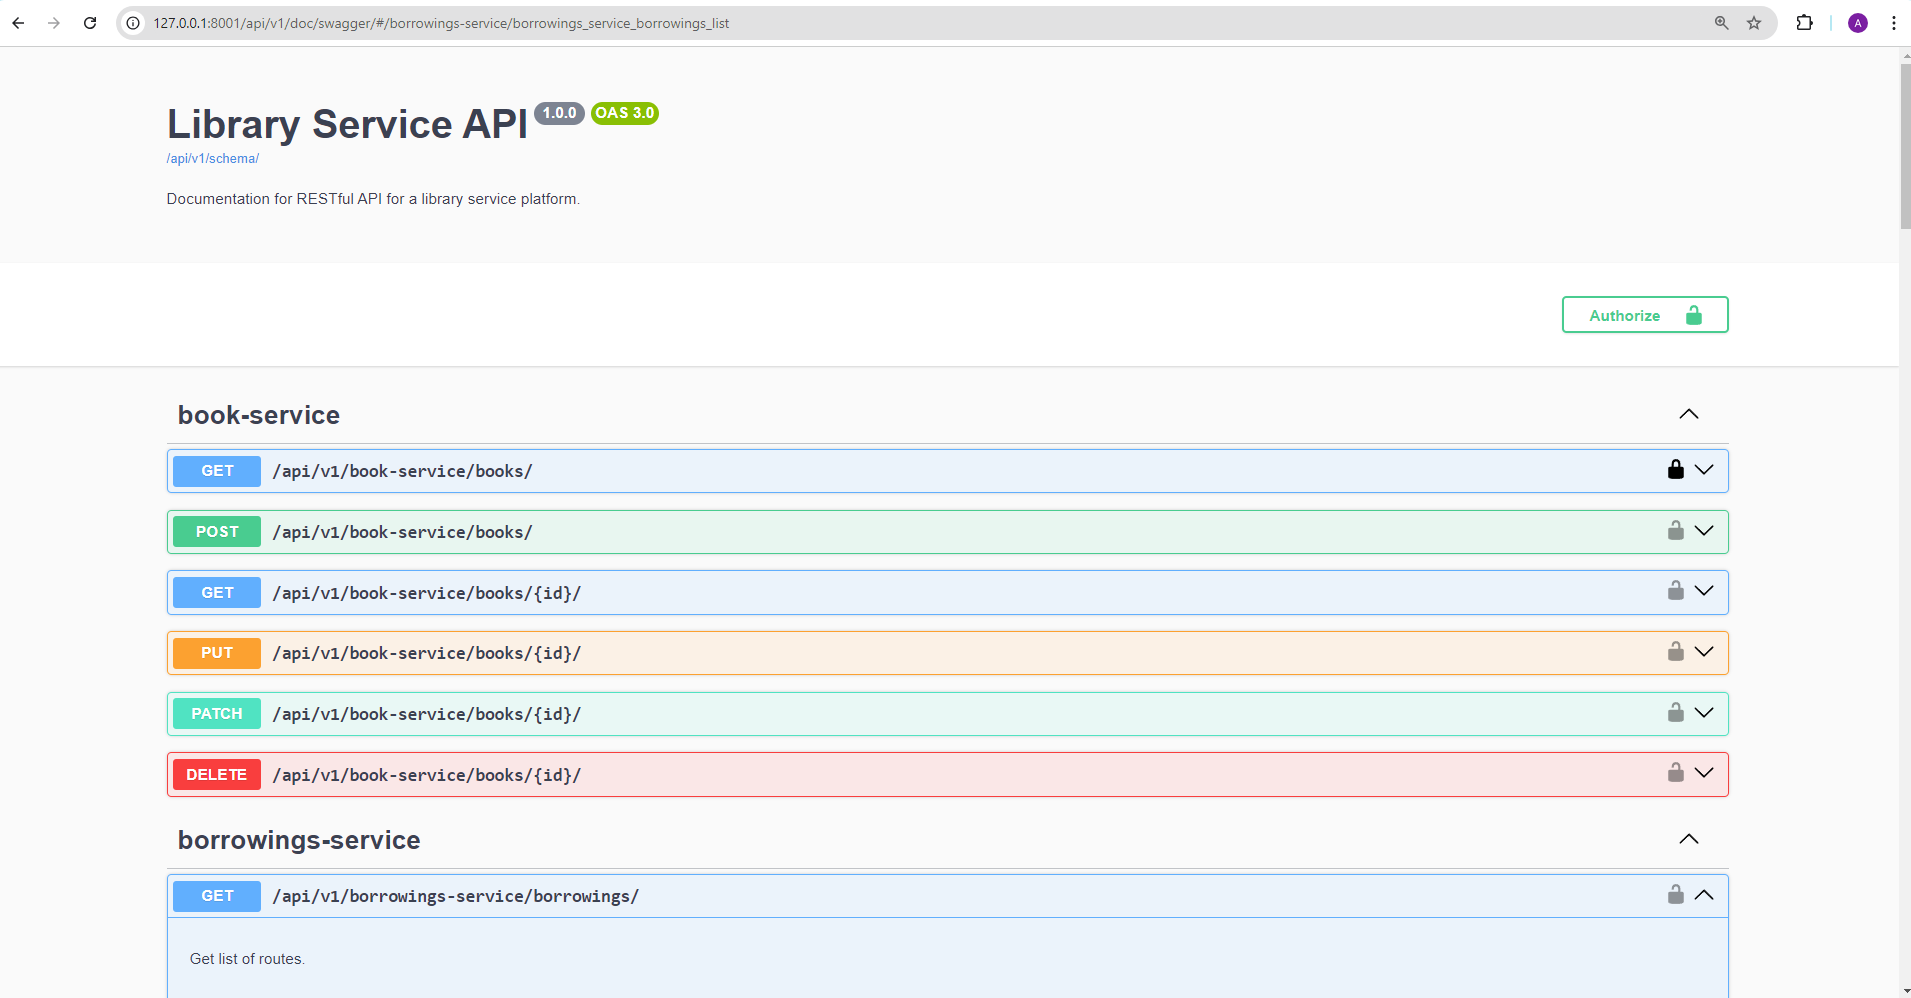 127.0.0.1:8001/api/v1/doc/swagger/#/borrowings-service/borrowings_service_borrowings_list
A
Library Service API 1.0.0 OAS 3.0
/api/v1/schema/
Documentation for RESTful API for a library service platform.
Authorize
book-service
GET /api/v1/book-service/books/
POST /api/v1/book-service/books/
GET /api/v1/book-service/books/{id}/
PUT /api/v1/book-service/books/{id}/
PATCH /api/v1/book-service/books/{id}/
DELETE /api/v1/book-service/books/{id}/
borrowings-service
GET /api/v1/borrowings-service/borrowings/
Get list of routes.